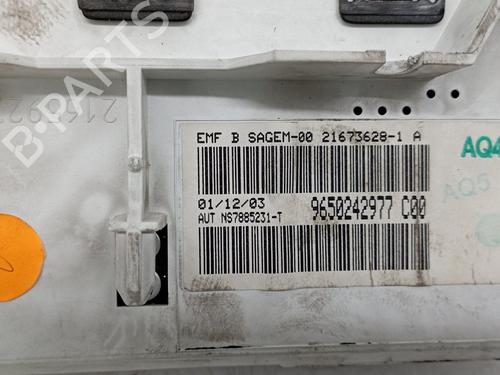 B-PARTS
EMF B SAGEM-00 21673628-1 A
AQ4
AQ5
01/12/03
9650242977 C00
AUT NS7885231-T